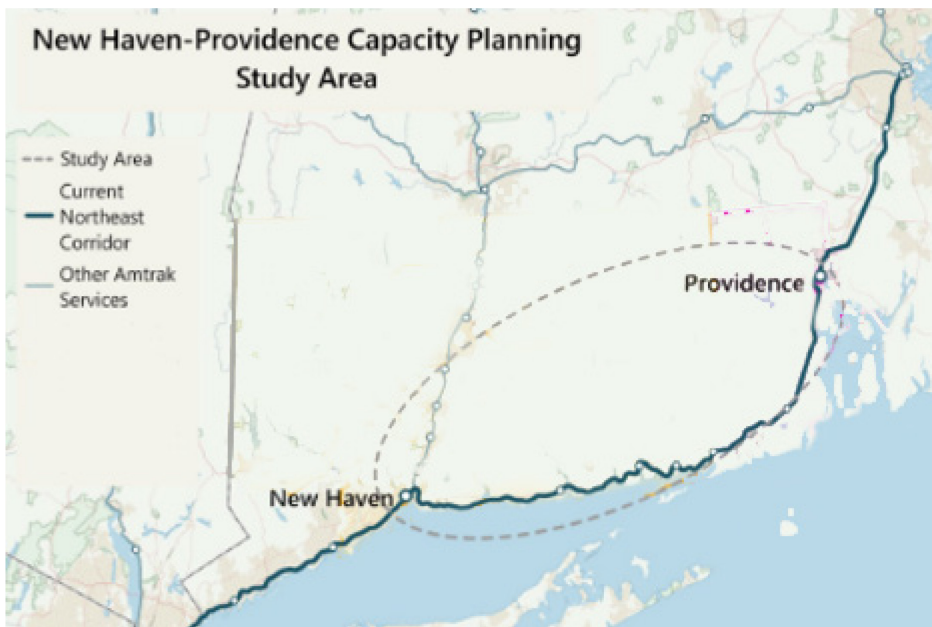 New Haven-Providence Capacity Planning
Study Area
Study Area
Current
Northeast
Corridor
Other Amtrak
Services
Providence
New Haven